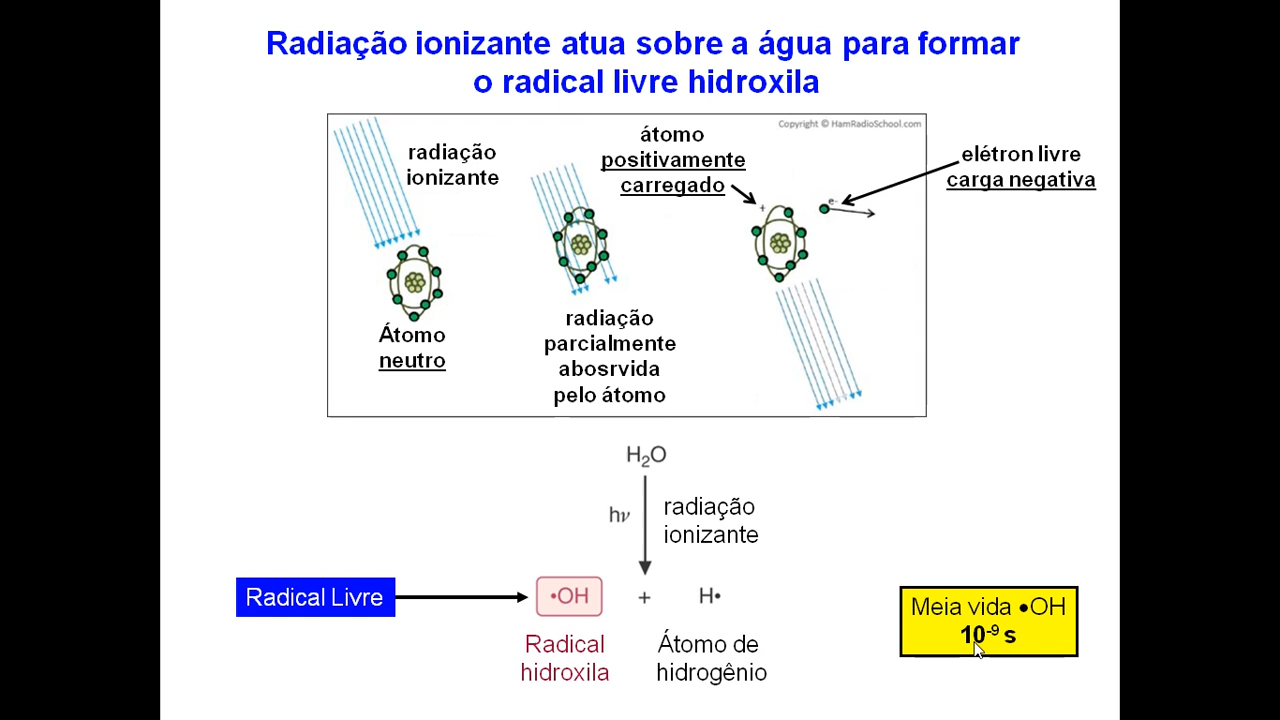 Radiação ionizante atua sobre a água para formar
o radical livre hidroxila
Copyright © HamRadioSchool.com
radiação
ionizante
átomo
positivamente
carregado
elétron livre
carga negativa
+
e-
Átomo
neutro
radiação
parcialmente
abosrvida
pelo átomo
H₂O
hν
radiação
ionizante
Radical Livre
•OH + H•
Radical
hidroxila
Átomo de
hidrogênio
Meia vida •OH
10⁻⁹ s